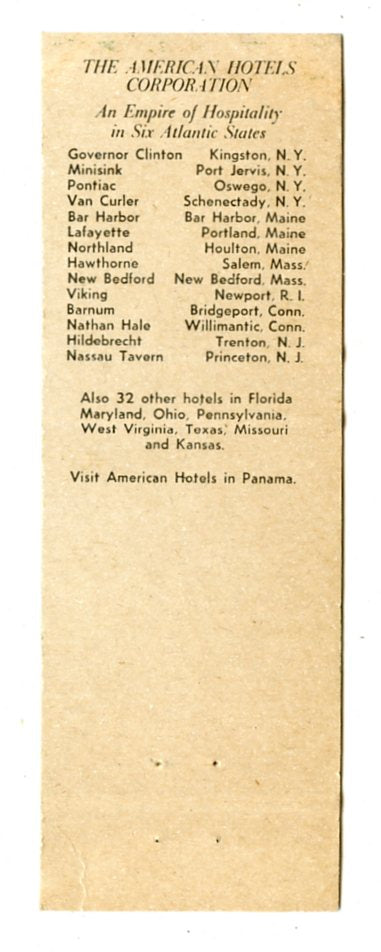 THE AMERICAN HOTELS
CORPORATION
An Empire of Hospitality
in Six Atlantic States
Governor Clinton Kingston, N. Y.
Minisink Port Jervis, N. Y.
Pontiac Oswego, N. Y.
Van Curler Schenectady, N. Y.
Bar Harbor Bar Harbor, Maine
Lafayette Portland, Maine
Northland Houlton, Maine
Hawthorne Salem, Mass.
New Bedford New Bedford, Mass.
Viking Newport, R. I.
Barnum Bridgeport, Conn.
Nathan Hale Willimantic, Conn.
Hildebrecht Trenton, N. J.
Nassau Tavern Princeton, N. J.
Also 32 other hotels in Florida
Maryland, Ohio, Pennsylvania,
West Virginia, Texas, Missouri
and Kansas.
Visit American Hotels in Panama.